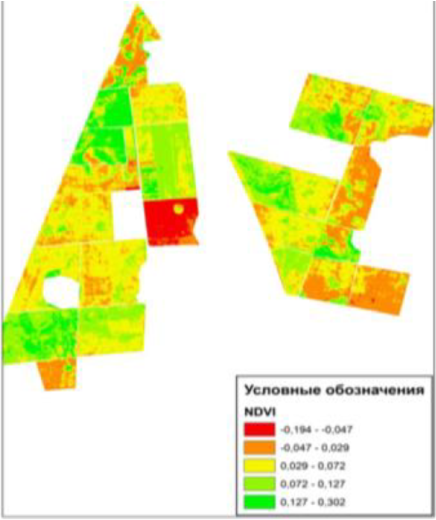 Условные обозначения
NDVI
-0,194 - -0,047
-0,047 - 0,029
0,029 - 0,072
0,072 - 0,127
0,127 - 0,302